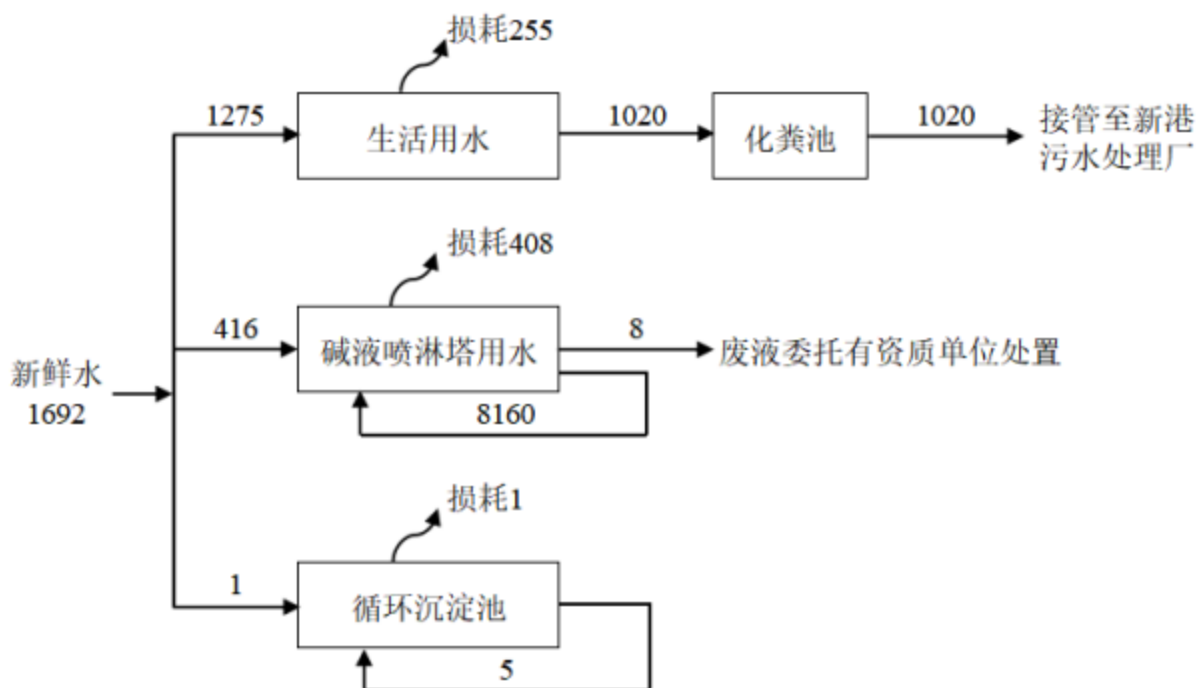 损耗255
1275
生活用水
1020
化粪池
1020
接管至新港
污水处理厂
损耗408
416
碱液喷淋塔用水
8
废液委托有资质单位处置
8160
新鲜水
1692
损耗1
1
循环沉淀池
5